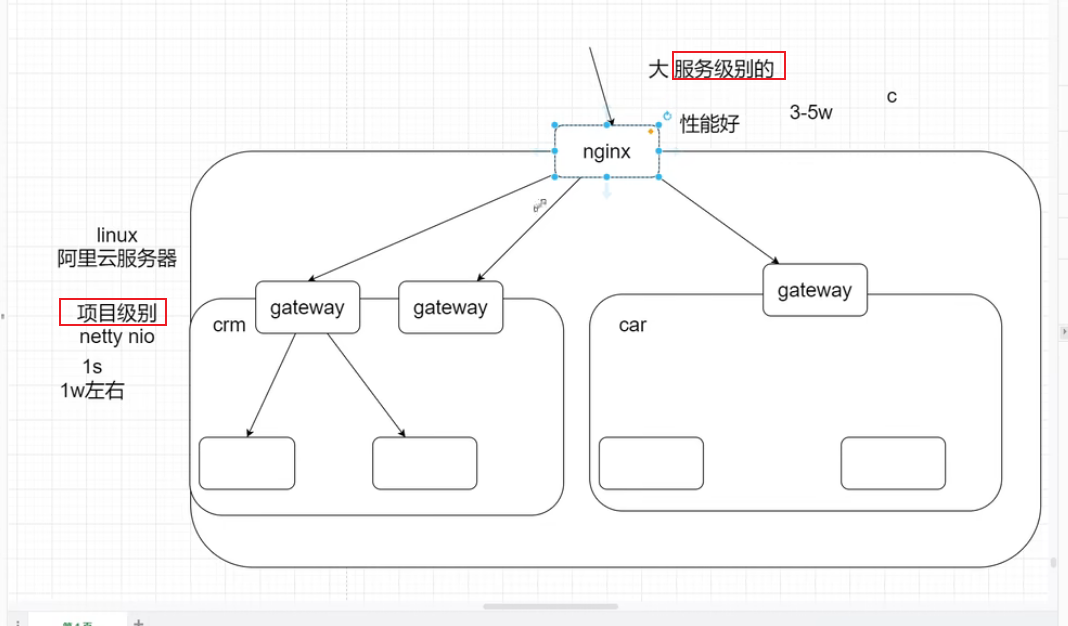 大 服务级别的
c
3-5w
性能好
nginx
linux
阿里云服务器
gateway
gateway
gateway
项目级别
crm
car
netty nio
1s
1w左右